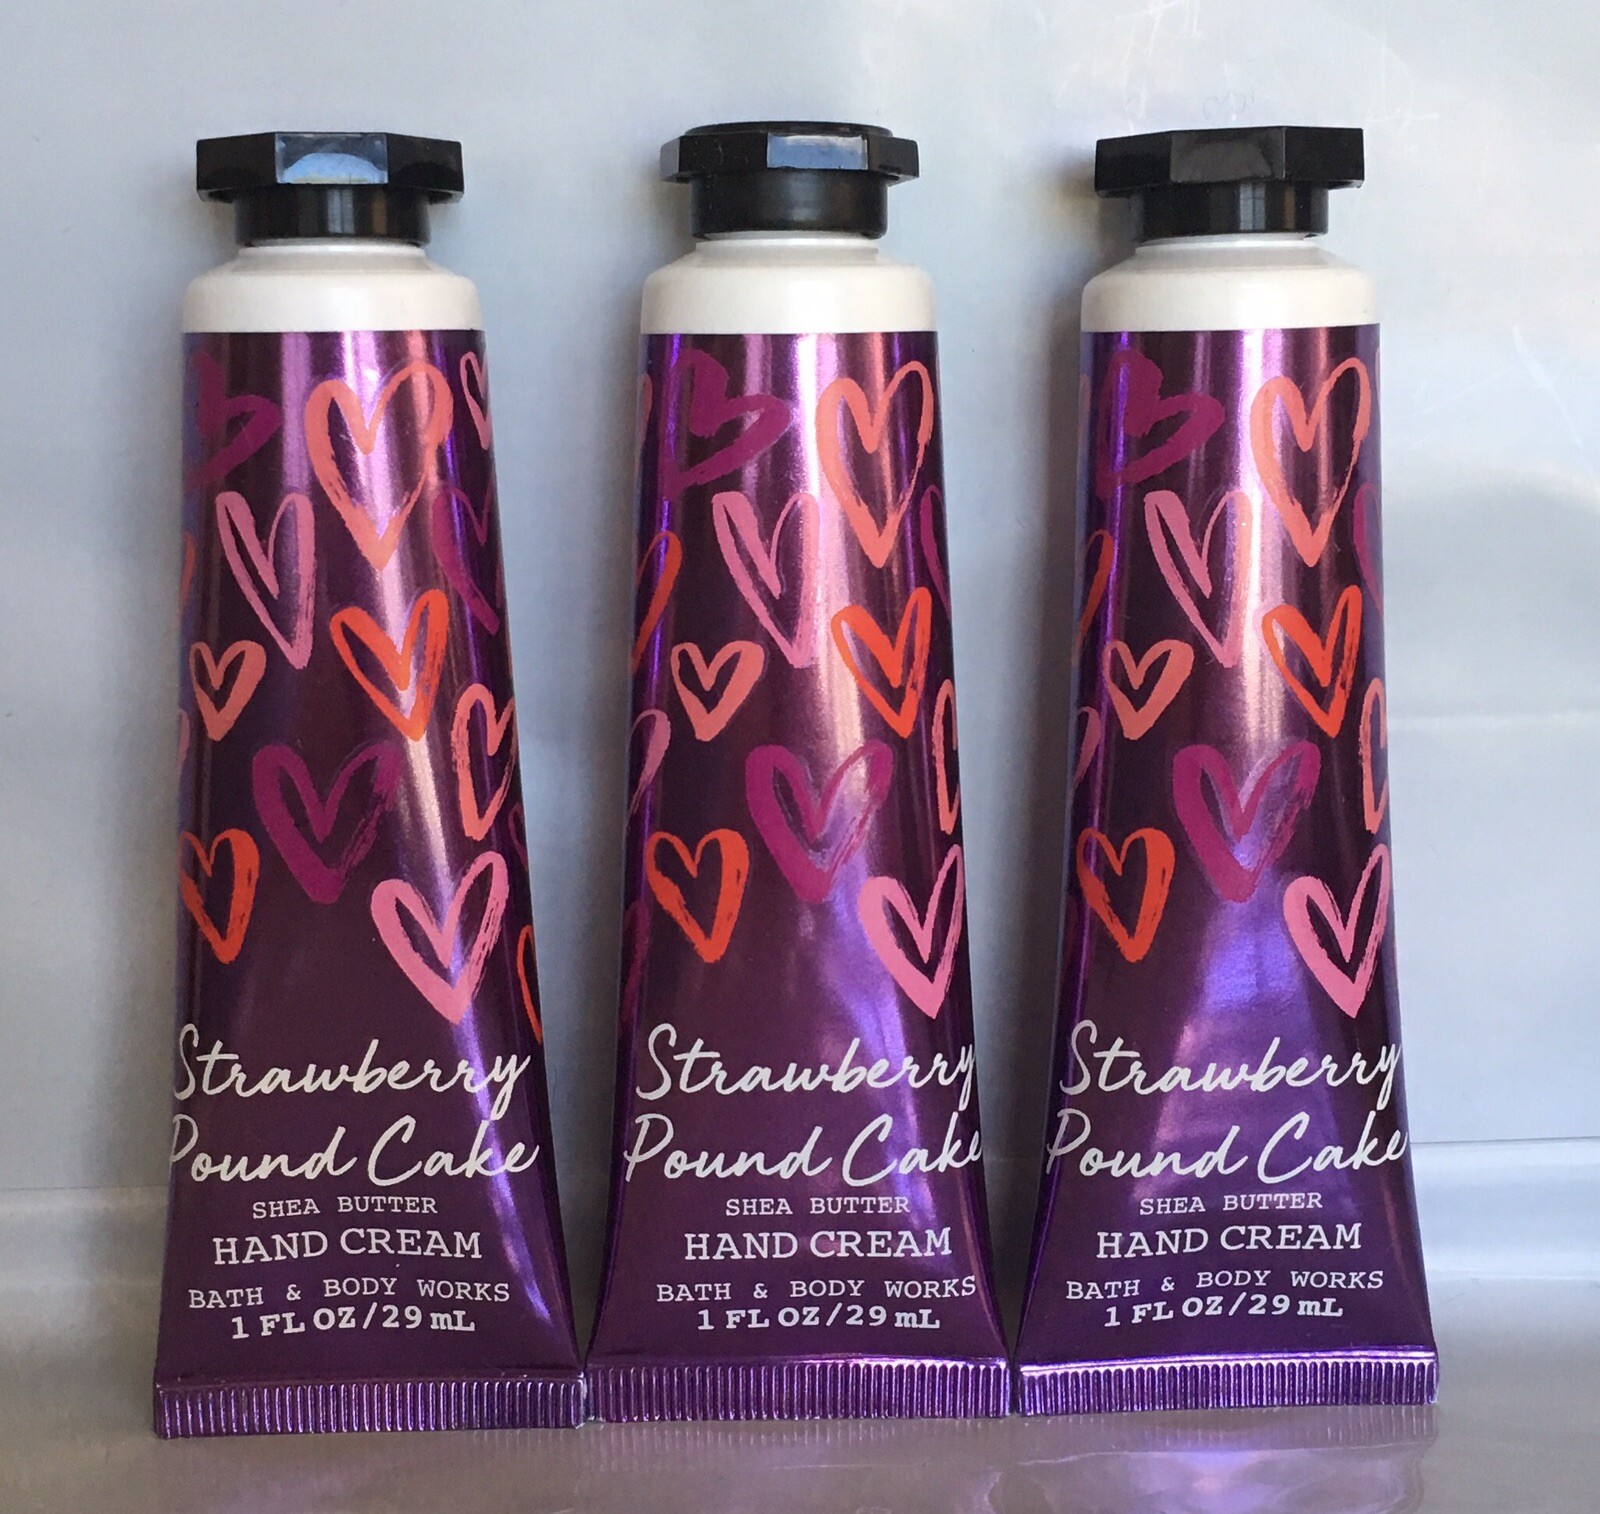 Strawberry
Pound Cake
SHEA BUTTER
HAND CREAM
BATH & BODY WORKS
1 FL OZ/29 mL
Strawberry
Pound Cake
SHEA BUTTER
HAND CREAM
BATH & BODY WORKS
1 FL OZ/29 mL
Strawberry
Pound Cake
SHEA BUTTER
HAND CREAM
BATH & BODY WORKS
1 FL OZ/29 mL